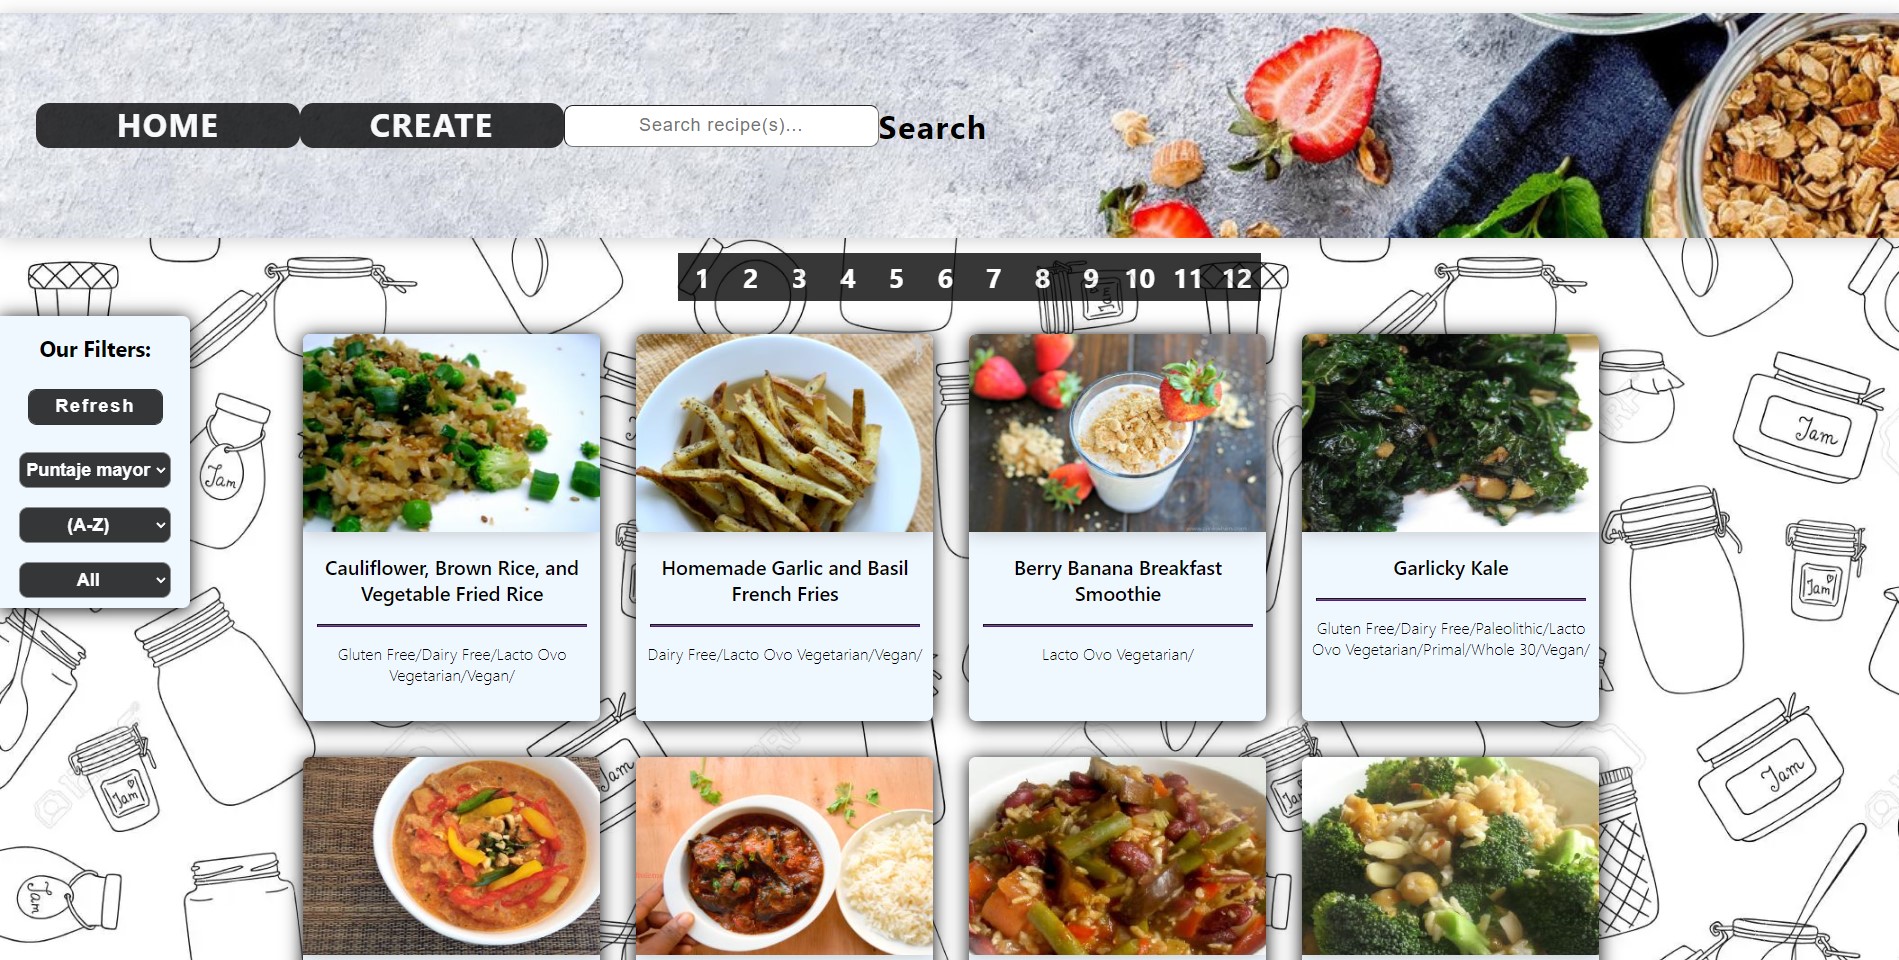 HOME CREATE Search recipe(s)... Search
1 2 3 4 5 6 7 8 9 10 11 12
Our Filters:
Refresh
Puntaje mayor
(A-Z)
All
Cauliflower, Brown Rice, and
Vegetable Fried Rice
Gluten Free/Dairy Free/Lacto Ovo
Vegetarian/Vegan/
Homemade Garlic and Basil
French Fries
Dairy Free/Lacto Ovo Vegetarian/Vegan/
Berry Banana Breakfast
Smoothie
Lacto Ovo Vegetarian/
Garlicky Kale
Gluten Free/Dairy Free/Paleolithic/Lacto
Ovo Vegetarian/Primal/Whole 30/Vegan/
Jam
Jam
Jam
Jam
Jam
Jam
Jam